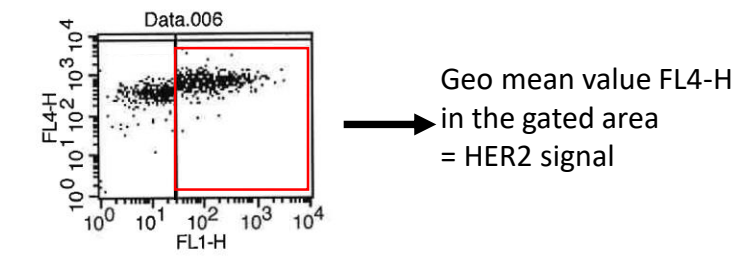 Data.006
FL4-H
10^4
10^3
10^2
10^1
10^0
10^0 10^1 10^2 10^3 10^4
FL1-H
Geo mean value FL4-H
in the gated area
= HER2 signal